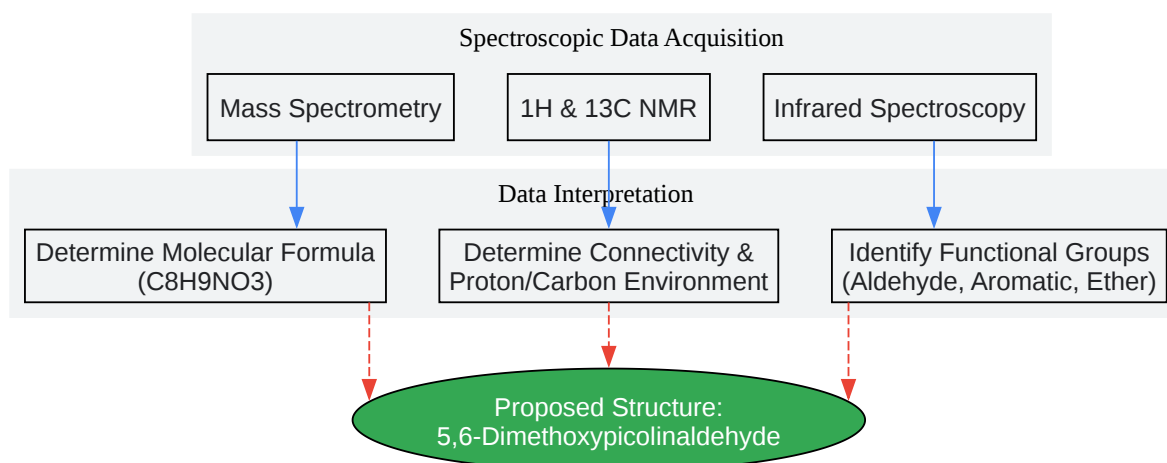 Spectroscopic Data Acquisition
Mass Spectrometry
1H & 13C NMR
Infrared Spectroscopy
Data Interpretation
Determine Molecular Formula
(C8H9NO3)
Determine Connectivity &
Proton/Carbon Environment
Identify Functional Groups
(Aldehyde, Aromatic, Ether)
Proposed Structure:
5,6-Dimethoxypicolinaldehyde